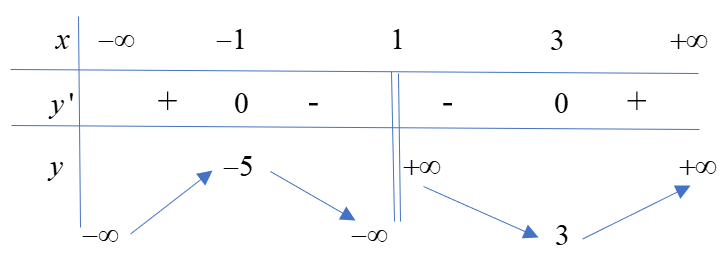 x –∞ –1 1 3 +∞
y' + 0 - - 0 +
y –5 +∞ +∞
–∞ –∞ 3